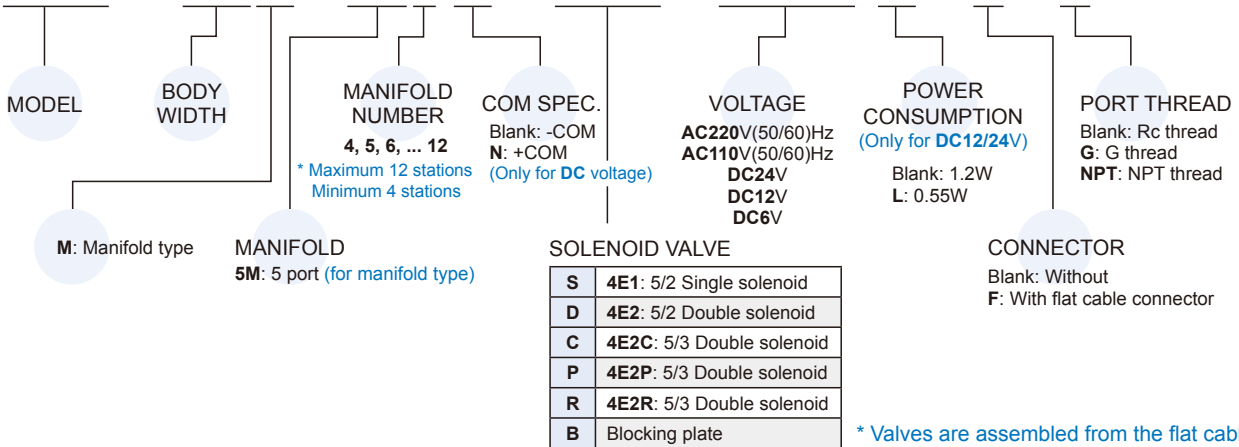 MODEL
BODY
WIDTH
MANIFOLD
NUMBER
4, 5, 6, ... 12
* Maximum 12 stations
Minimum 4 stations
COM SPEC.
Blank: -COM
N: +COM
(Only for DC voltage)
VOLTAGE
AC220V(50/60)Hz
AC110V(50/60)Hz
DC24V
DC12V
DC6V
POWER
CONSUMPTION
(Only for DC12/24V)
Blank: 1.2W
L: 0.55W
PORT THREAD
Blank: Rc thread
G: G thread
NPT: NPT thread
M: Manifold type
MANIFOLD
5M: 5 port (for manifold type)
SOLENOID VALVE
S 4E1: 5/2 Single solenoid
D 4E2: 5/2 Double solenoid
C 4E2C: 5/3 Double solenoid
P 4E2P: 5/3 Double solenoid
R 4E2R: 5/3 Double solenoid
B Blocking plate
CONNECTOR
Blank: Without
F: With flat cable connector
* Valves are assembled from the flat